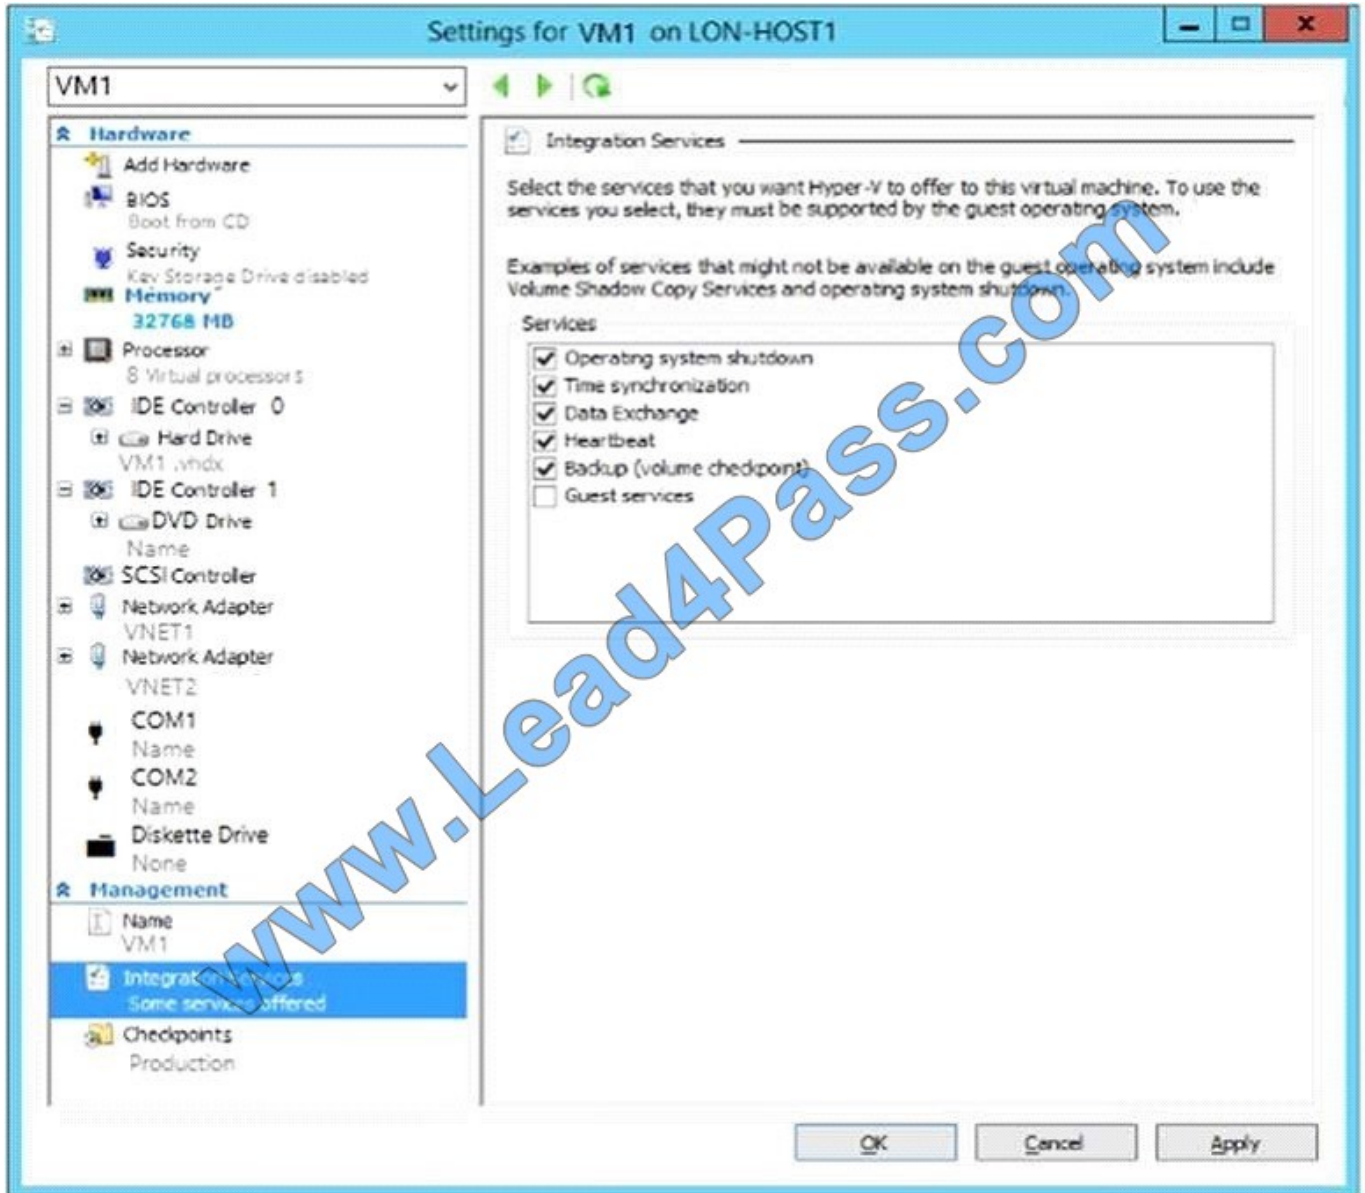 Settings for VM1 on LON-HOST1
VM1
Hardware
Add Hardware
BIOS
Boot from CD
Security
Key Storage Drive disabled
Memory
32768 MB
Processor
8 Virtual processors
IDE Controller 0
Hard Drive
VM1 .vhdx
IDE Controller 1
DVD Drive
Name
SCSI Controller
Network Adapter
VNET1
Network Adapter
VNET2
COM1
Name
COM2
Name
Diskette Drive
None
Management
Name
VM1
Integration Services
Some services offered
Checkpoints
Production
Integration Services
Select the services that you want Hyper-V to offer to this virtual machine. To use the
services you select, they must be supported by the guest operating system.
Examples of services that might not be available on the guest operating system include
Volume Shadow Copy Services and operating system shutdown.
Services
Operating system shutdown
Time synchronization
Data Exchange
Heartbeat
Backup (volume checkpoint)
Guest services
OK
Cancel
Apply
www.Lead4Pass.com